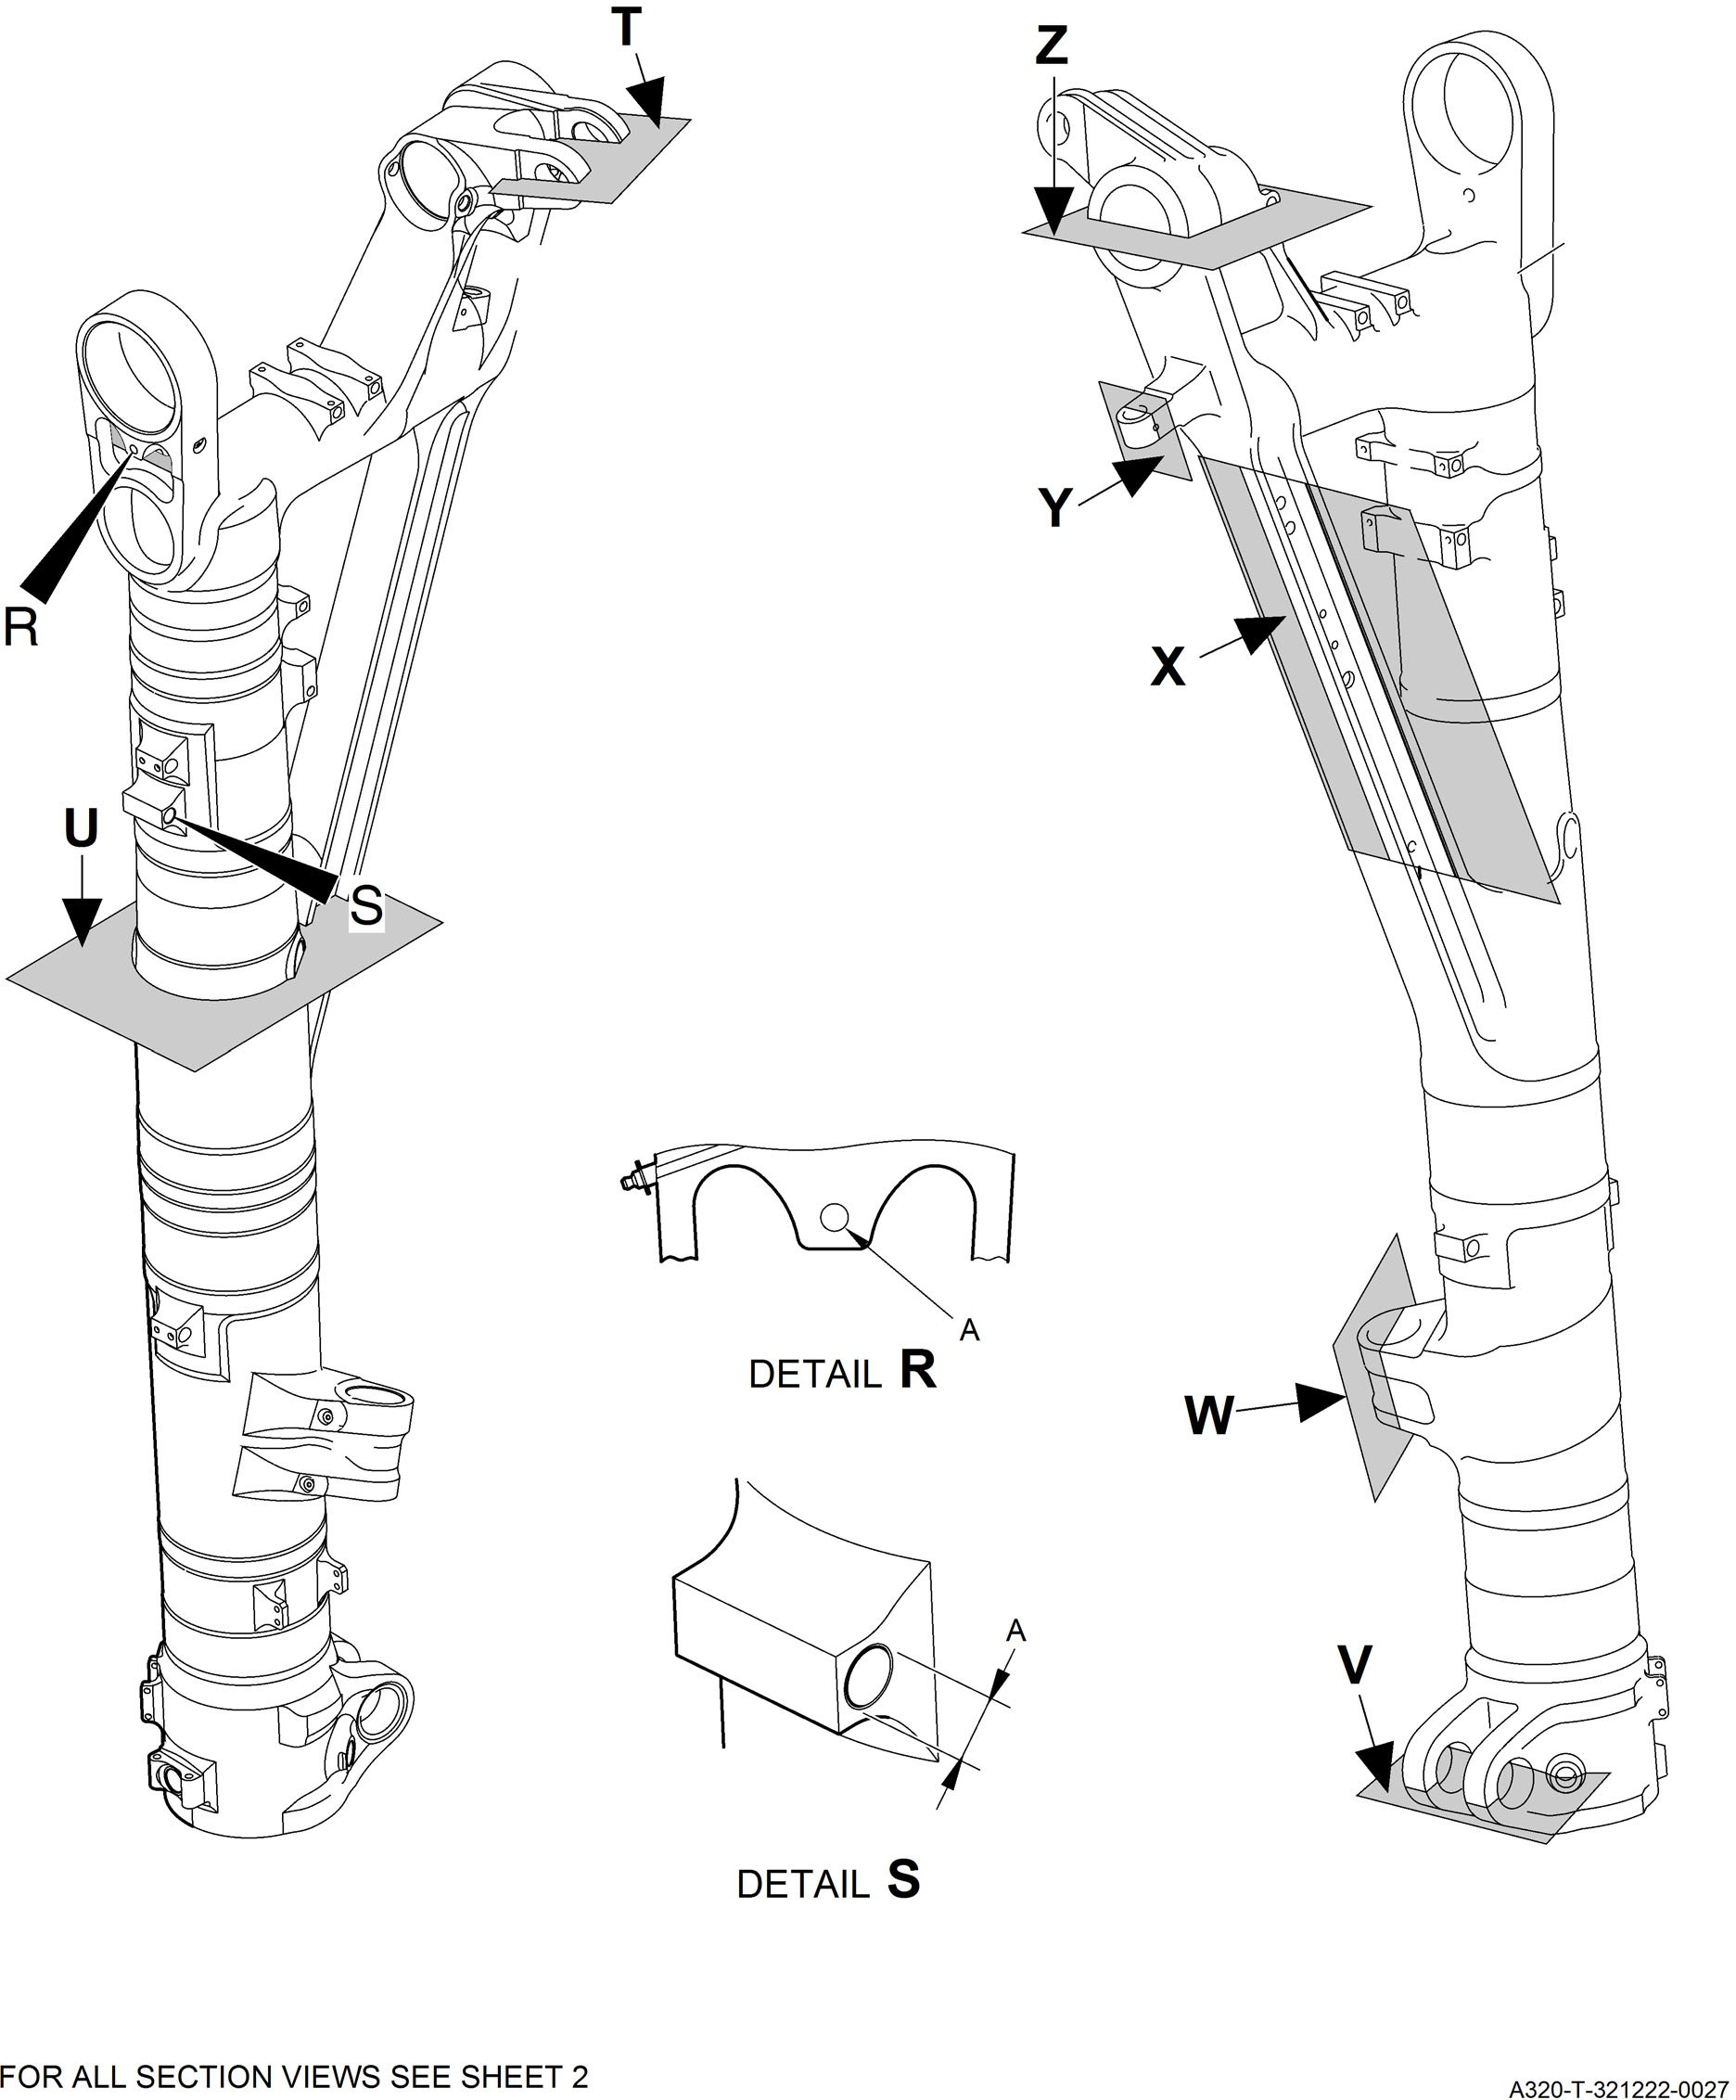 T
Z
Y
R
X
U
S
A
DETAIL R
W
A
V
DETAIL S
FOR ALL SECTION VIEWS SEE SHEET 2
A320-T-321222-0027